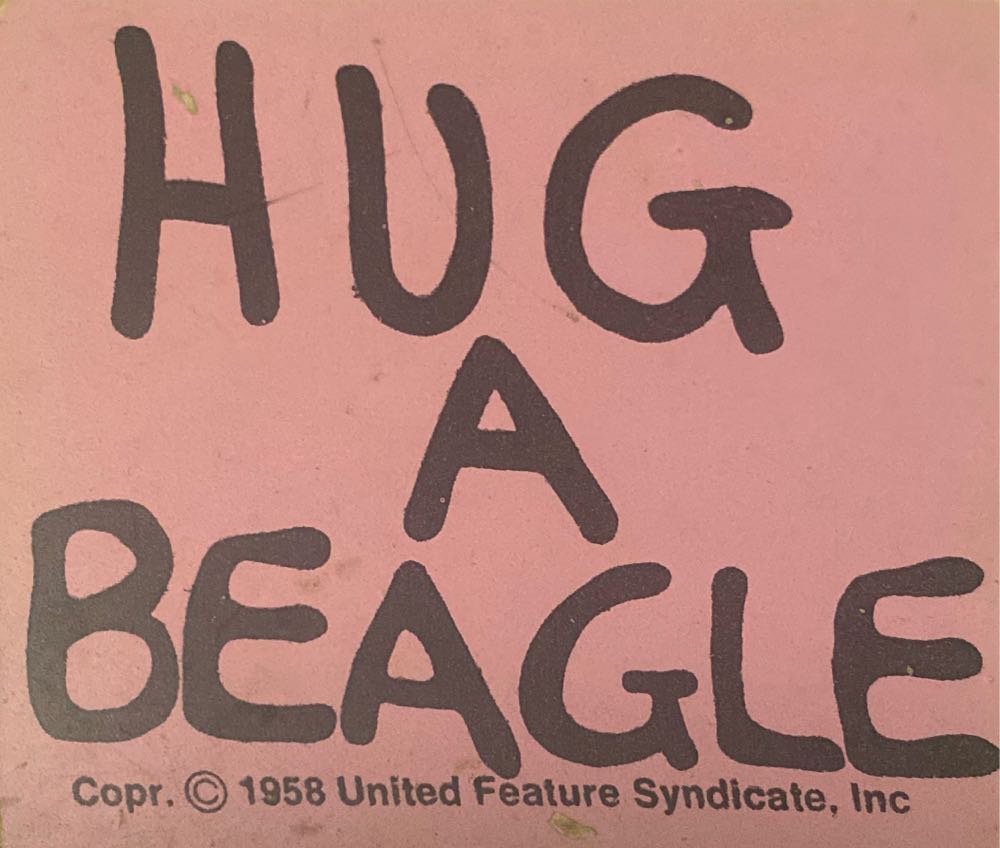 HUG
A
BEAGLE
Copr. © 1958 United Feature Syndicate, Inc